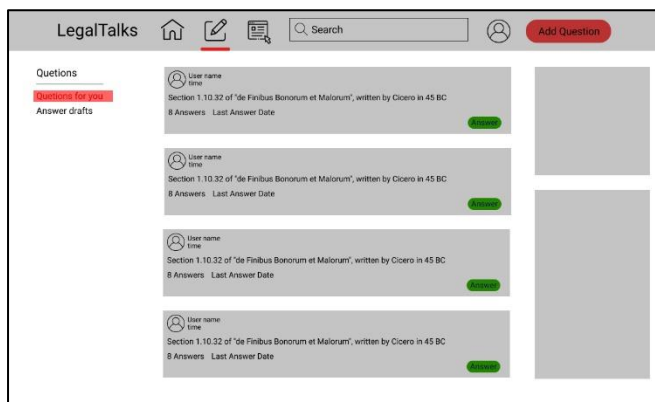 LegalTalks
Search
Add Question
Quetions
Quetions for you
Answer drafts
User name
time
Section 1.10.32 of "de Finibus Bonorum et Malorum", written by Cicero in 45 BC
8 Answers Last Answer Date
Answer
User name
time
Section 1.10.32 of "de Finibus Bonorum et Malorum", written by Cicero in 45 BC
8 Answers Last Answer Date
Answer
User name
time
Section 1.10.32 of "de Finibus Bonorum et Malorum", written by Cicero in 45 BC
8 Answers Last Answer Date
Answer
User name
time
Section 1.10.32 of "de Finibus Bonorum et Malorum", written by Cicero in 45 BC
8 Answers Last Answer Date
Answer